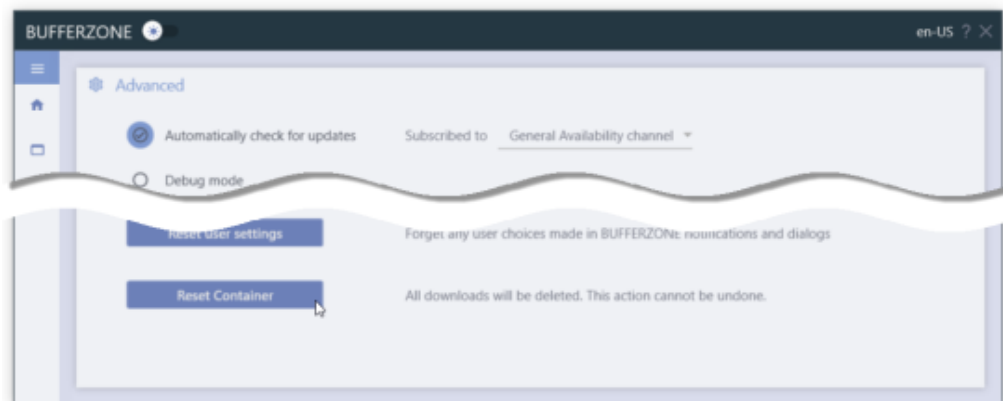 BUFFERZONE en-US ? ×
Advanced
Automatically check for updates Subscribed to General Availability channel
Debug mode
Reset user settings Forget any user choices made in BUFFERZONE notifications and dialogs
Reset Container All downloads will be deleted. This action cannot be undone.